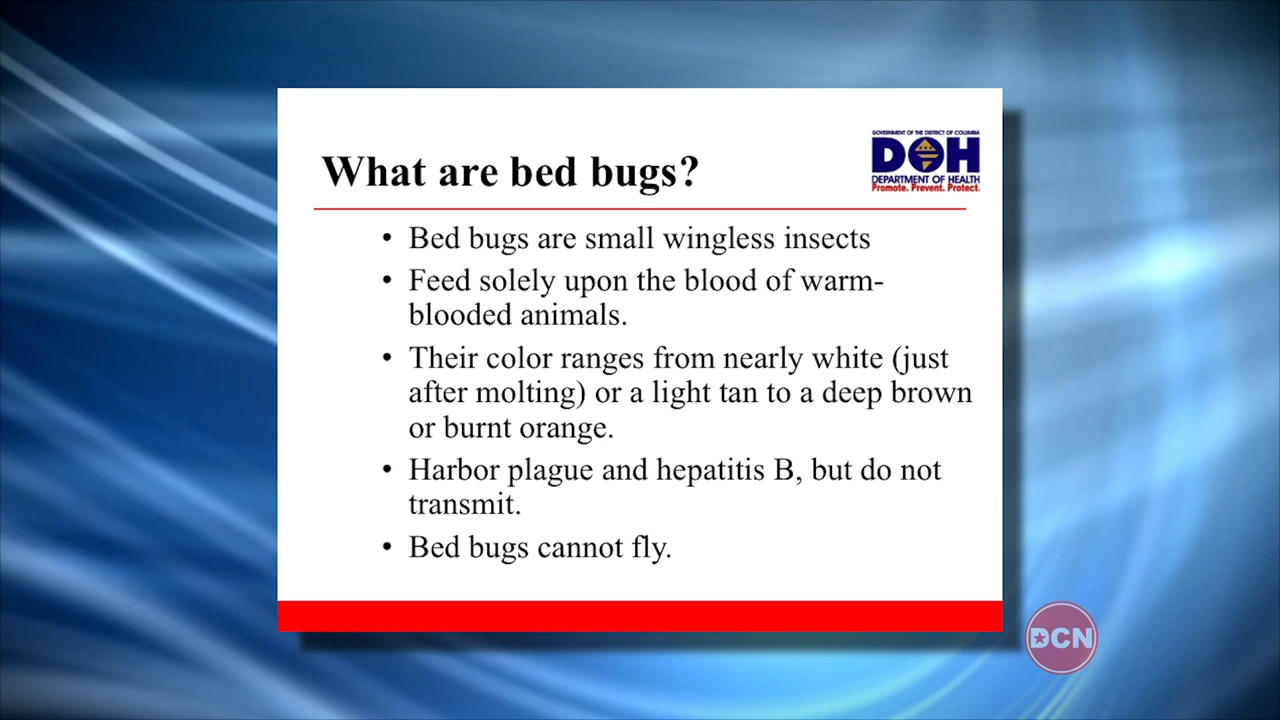 GOVERNMENT OF THE DISTRICT OF COLUMBIA
DOH
DEPARTMENT OF HEALTH
Promote. Prevent. Protect.
What are bed bugs?
• Bed bugs are small wingless insects
• Feed solely upon the blood of warm-
blooded animals.
• Their color ranges from nearly white (just
after molting) or a light tan to a deep brown
or burnt orange.
• Harbor plague and hepatitis B, but do not
transmit.
• Bed bugs cannot fly.
DCN